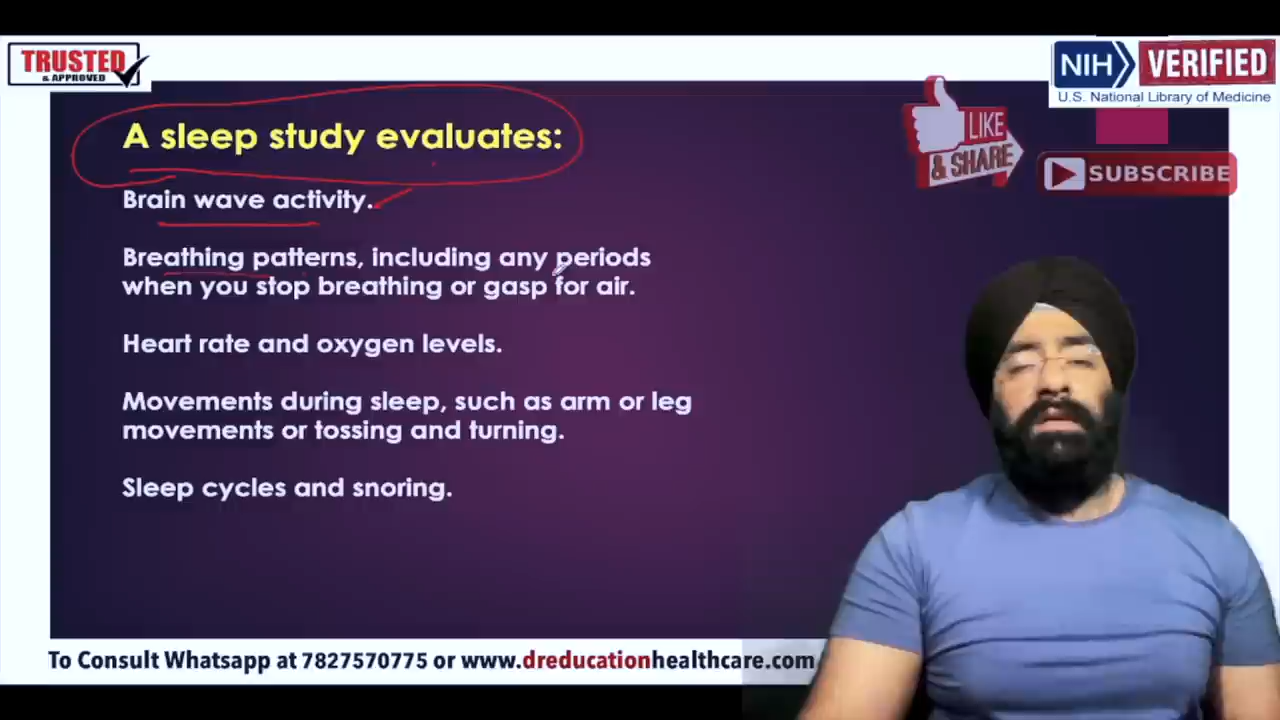 TRUSTED
& APPROVED
NIH VERIFIED
U.S. National Library of Medicine
LIKE
& SHARE
SUBSCRIBE
A sleep study evaluates:
Brain wave activity.
Breathing patterns, including any periods
when you stop breathing or gasp for air.
Heart rate and oxygen levels.
Movements during sleep, such as arm or leg
movements or tossing and turning.
Sleep cycles and snoring.
To Consult Whatsapp at 7827570775 or www.dreducationhealthcare.com